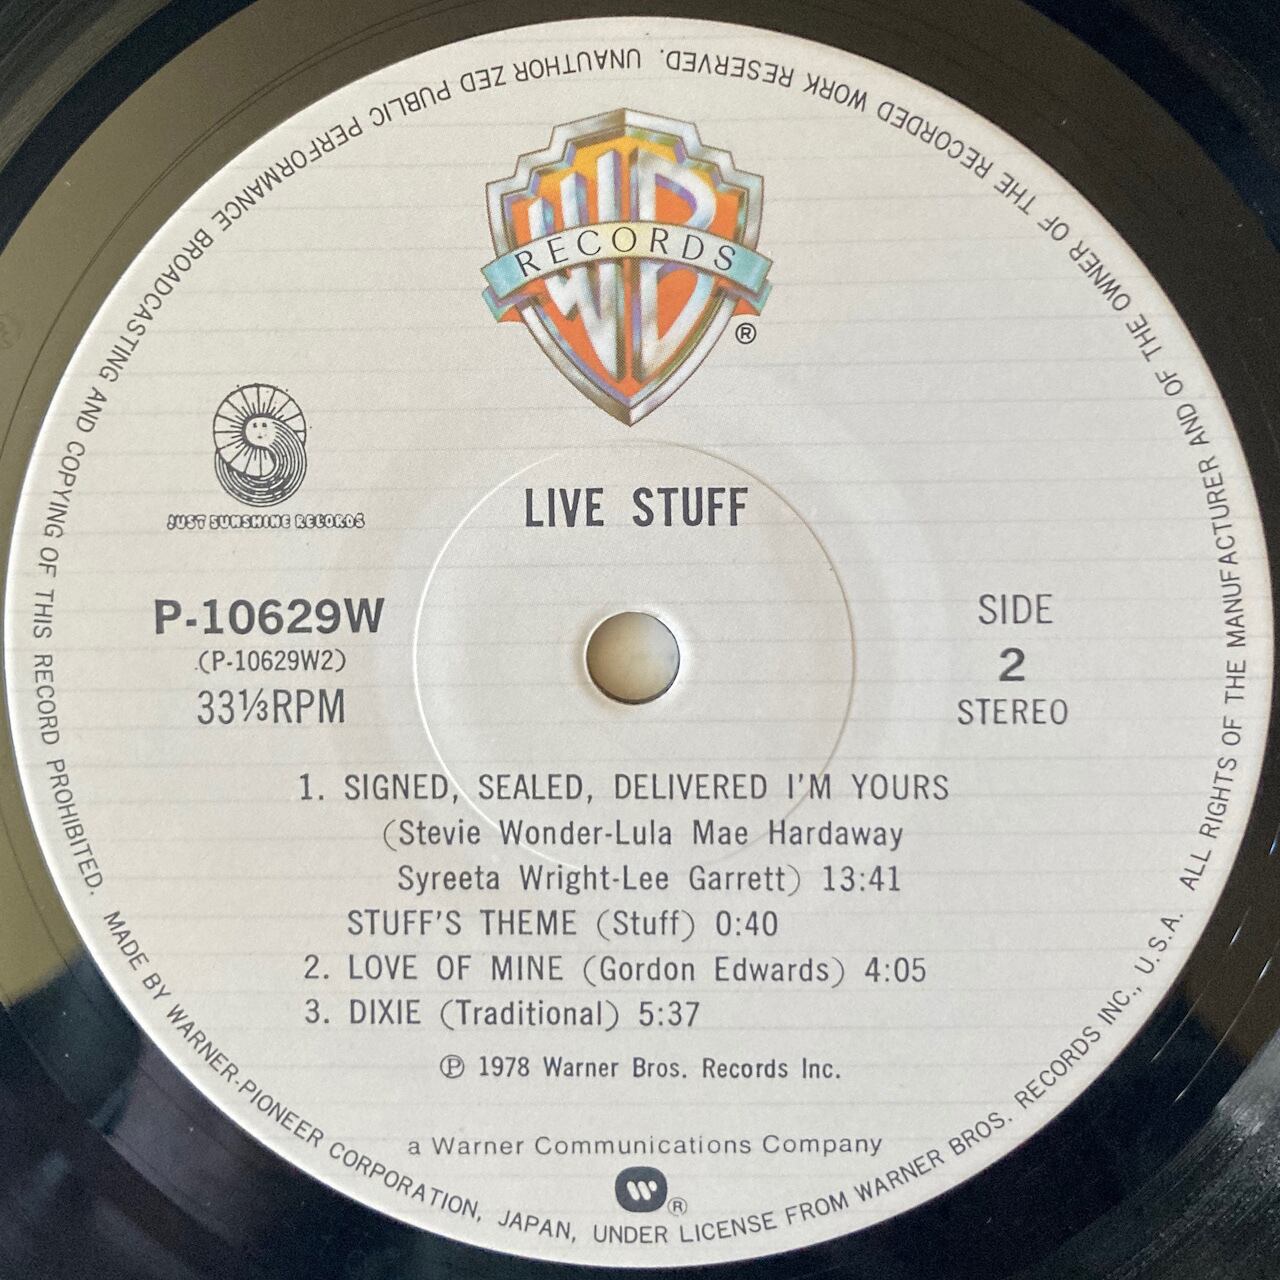 WB
RECORDS
®
JUST SUNSHINE RECORDS
LIVE STUFF
P-10629W
(P-10629W2)
33⅓RPM
SIDE
2
STEREO
1. SIGNED, SEALED, DELIVERED I'M YOURS
(Stevie Wonder-Lula Mae Hardaway
Syreeta Wright-Lee Garrett) 13:41
STUFF'S THEME (Stuff) 0:40
2. LOVE OF MINE (Gordon Edwards) 4:05
3. DIXIE (Traditional) 5:37
Ⓟ 1978 Warner Bros. Records Inc.
a Warner Communications Company
W ®
MADE BY WARNER-PIONEER CORPORATION, JAPAN, UNDER LICENSE FROM WARNER BROS. RECORDS INC., U.S.A. ALL RIGHTS OF THE MANUFACTURER AND OF THE OWNER OF THE RECORDED WORK RESERVED. UNAUTHOR ZED PUBLIC PERFORMANCE BROADCASTING AND COPYING OF THIS RECORD PROHIBITED.